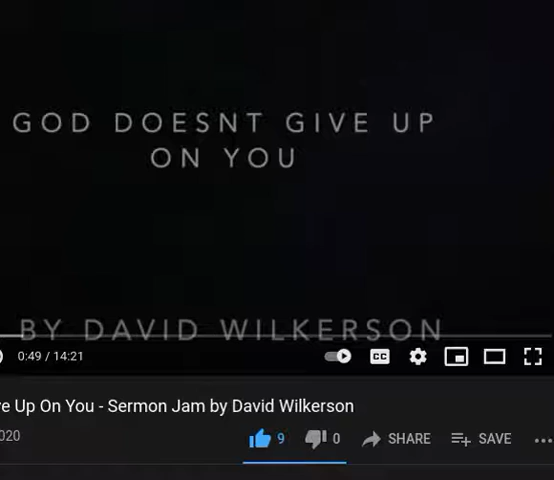 GOD DOESNT GIVE UP
ON YOU
BY DAVID WILKERSON
0:49 / 14:21
CC
ve Up On You - Sermon Jam by David Wilkerson
020
9
0
SHARE
SAVE